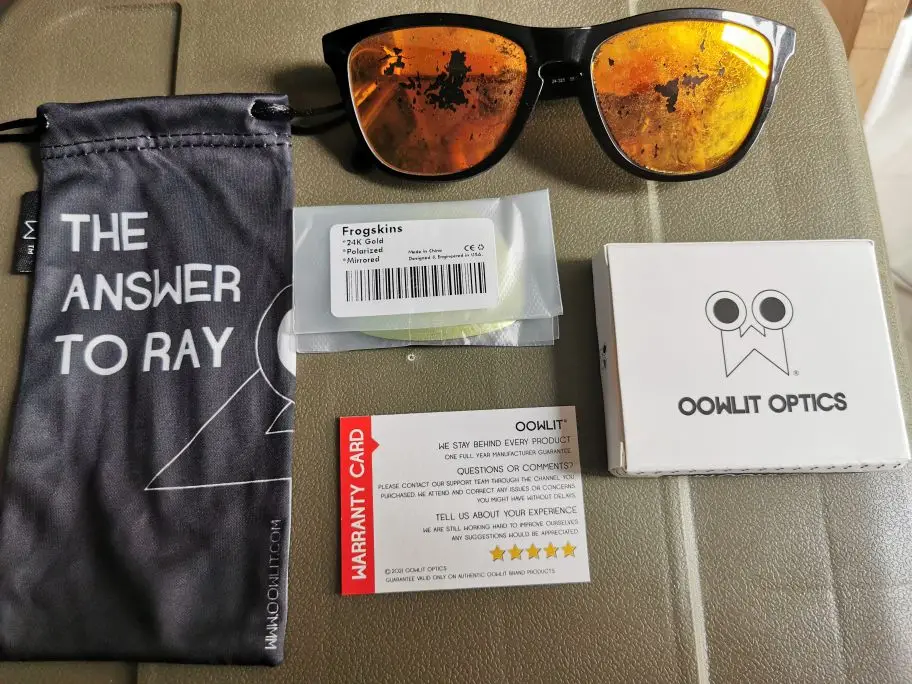 THE
ANSWER
TO RAY
WWW.OOWLIT.COM
Frogskins
*24K Gold
*Polarized
*Mirrored
Made in China
Designed & Engineered in USA.
CE
OOWLIT OPTICS
®
WARRANTY CARD
OOWLIT®
WE STAY BEHIND EVERY PRODUCT
ONE FULL YEAR MANUFACTURER GUARANTEE
QUESTIONS OR COMMENTS?
PLEASE CONTACT OUR SUPPORT TEAM THROUGH THE CHANNEL YOU
PURCHASED. WE ATTEND AND CORRECT ANY ISSUES OR CONCERNS
YOU MIGHT HAVE WITHOUT DELAYS.
TELL US ABOUT YOUR EXPERIENCE
WE ARE STILL WORKING HARD TO IMPROVE OURSELVES
ANY SUGGESTIONS WOULD BE APPRECIATED
© 2021 OOWLIT OPTICS
GUARANTEE VALID ONLY ON AUTHENTIC OOWLIT BRAND PRODUCTS.